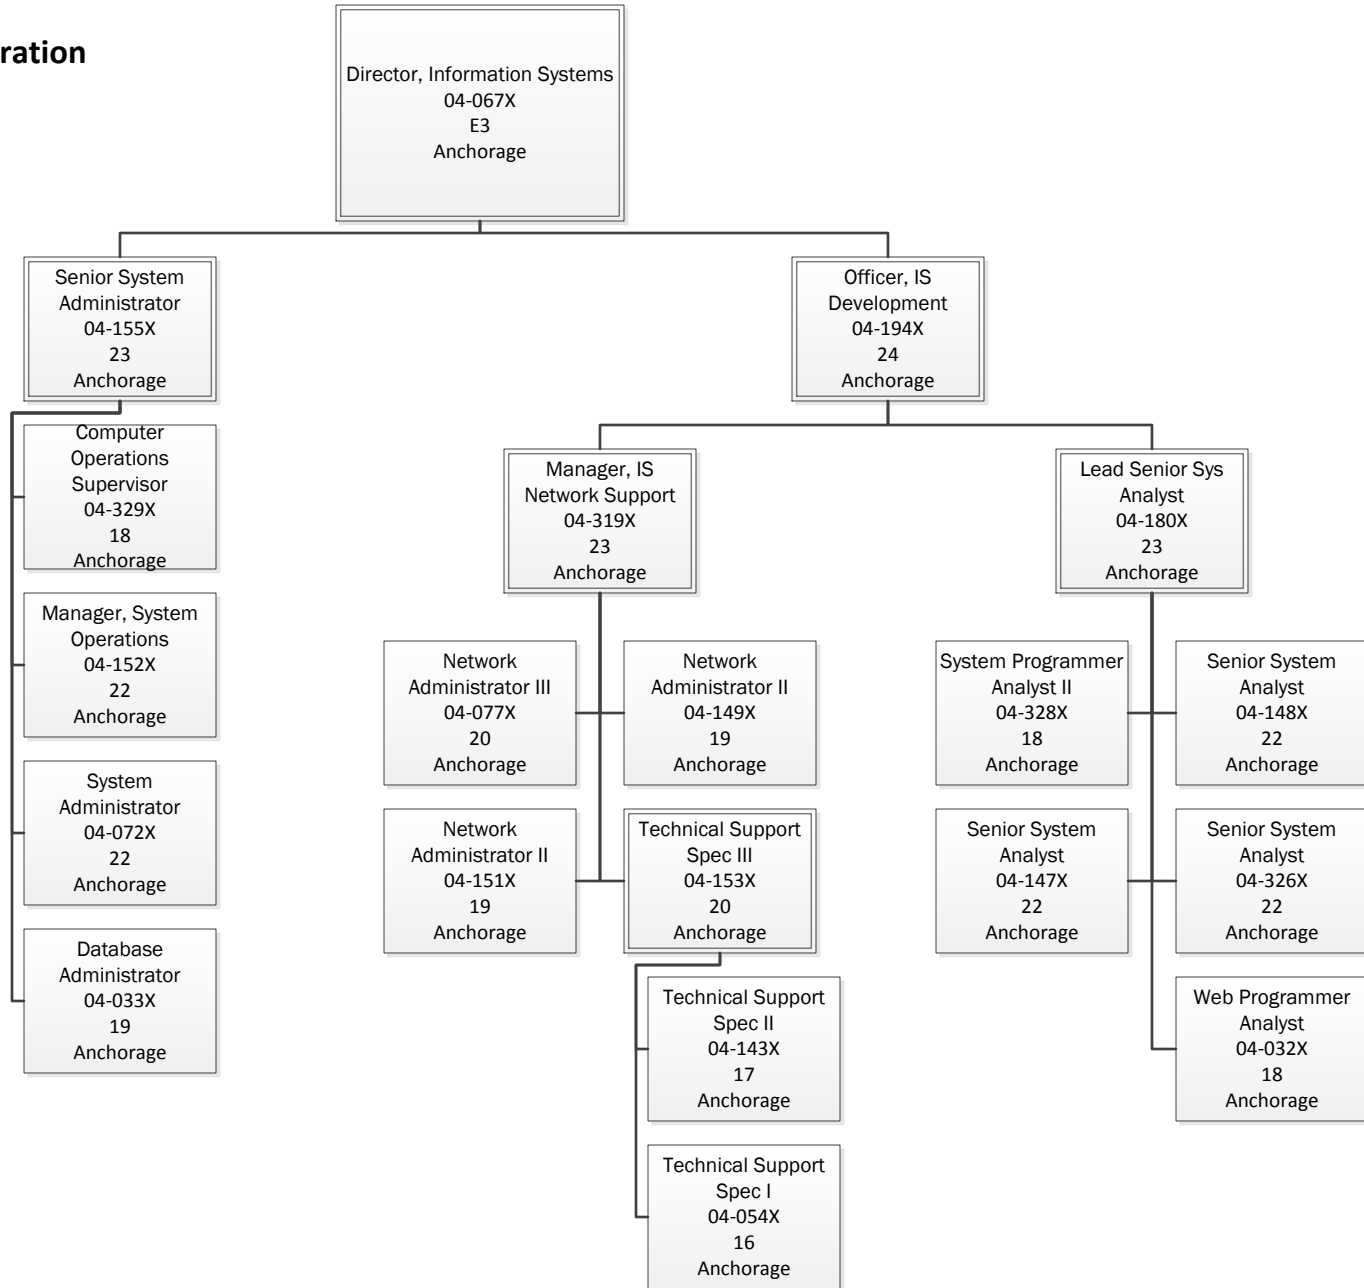 ration
Director, Information Systems
04-067X
E3
Anchorage
Senior System
Administrator
04-155X
23
Anchorage
Officer, IS
Development
04-194X
24
Anchorage
Computer
Operations
Supervisor
04-329X
18
Anchorage
Manager, System
Operations
04-152X
22
Anchorage
System
Administrator
04-072X
22
Anchorage
Database
Administrator
04-033X
19
Anchorage
Manager, IS
Network Support
04-319X
23
Anchorage
Network
Administrator III
04-077X
20
Anchorage
Network
Administrator II
04-149X
19
Anchorage
Network
Administrator II
04-151X
19
Anchorage
Technical Support
Spec III
04-153X
20
Anchorage
Technical Support
Spec II
04-143X
17
Anchorage
Technical Support
Spec I
04-054X
16
Anchorage
Lead Senior Sys
Analyst
04-180X
23
Anchorage
System Programmer
Analyst II
04-328X
18
Anchorage
Senior System
Analyst
04-148X
22
Anchorage
Senior System
Analyst
04-147X
22
Anchorage
Senior System
Analyst
04-326X
22
Anchorage
Web Programmer
Analyst
04-032X
18
Anchorage